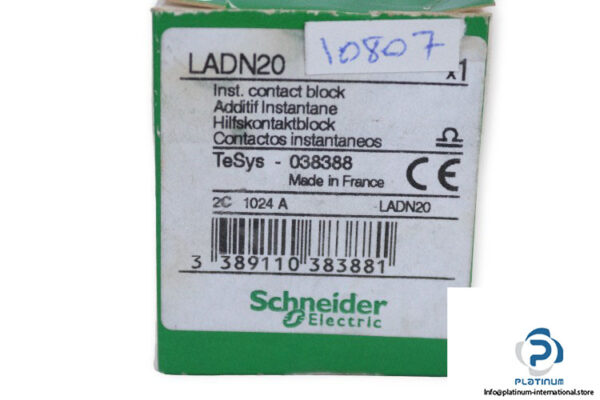 10807
LADN20
x1
Inst. contact block
Additif Instantane
Hilfskontaktblock
Contactos instantaneos
TeSys - 038388
Made in France
CE
2C 1024 A
LADN20
3 389110 383881
Schneider
Electric
PLATINUM
Info@platinum-international.store